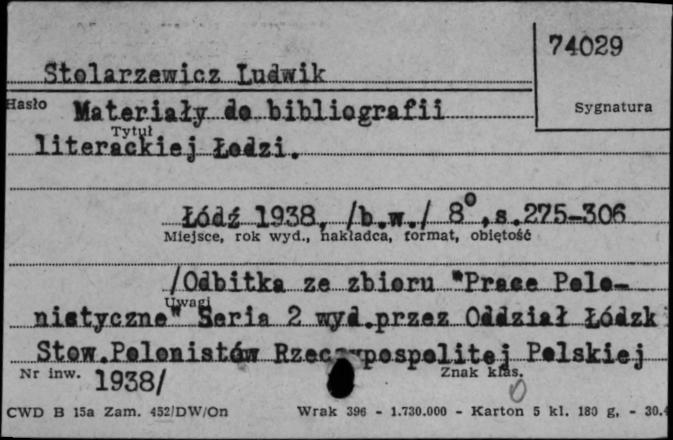 74029
Stolarzewicz Ludwik
Hasło Materiały do bibliografii
Sygnatura
Tytuł
literackiej Łodzi.
Łódź 1938, /b.w./ 8°, s.275-306
Miejsce, rok wyd., nakładca, format, objętość
/Odbitka ze zbioru "Prace Polo-
Uwagi
nistyczne" Seria 2 wyd.przez Oddział Łódzk
Stow.Polonistów Rzeczypospolitej Polskiej
Nr inw. 1938/ Znak klas.
CWD B 15a Zam. 452/DW/On Wrak 396 - 1.730.000 - Karton 5 kl. 180 g, - 30.4